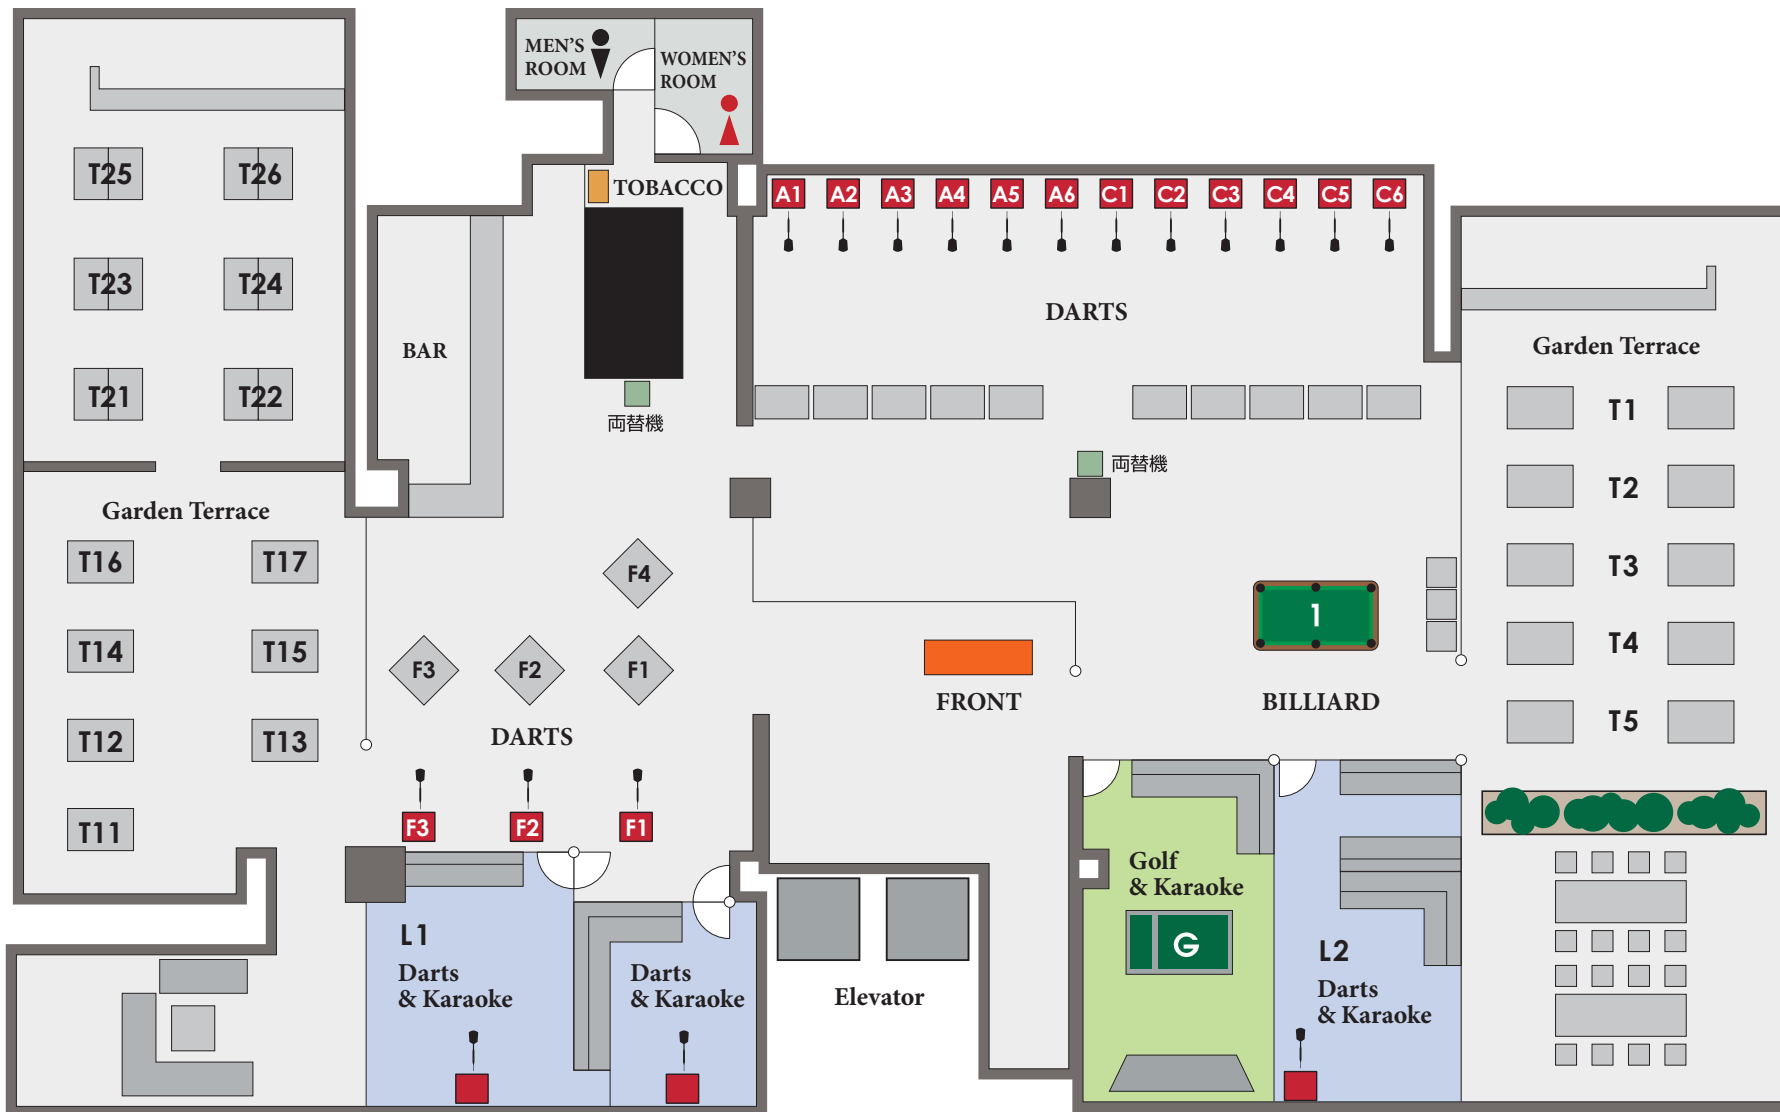 MEN'S
ROOM
WOMEN'S
ROOM
TOBACCO
A1 A2 A3 A4 A5 A6 C1 C2 C3 C4 C5 C6
DARTS
T25 T26
T23 T24
T21 T22
BAR
両替機
両替機
Garden Terrace
T1
T2
T3
T4
T5
Garden Terrace
T16 T17
T14 T15
T12 T13
T11
F4
F3 F2 F1
DARTS
F3 F2 F1
FRONT
1
BILLIARD
L1
Darts
& Karaoke
Darts
& Karaoke
Elevator
Golf
& Karaoke
G
L2
Darts
& Karaoke